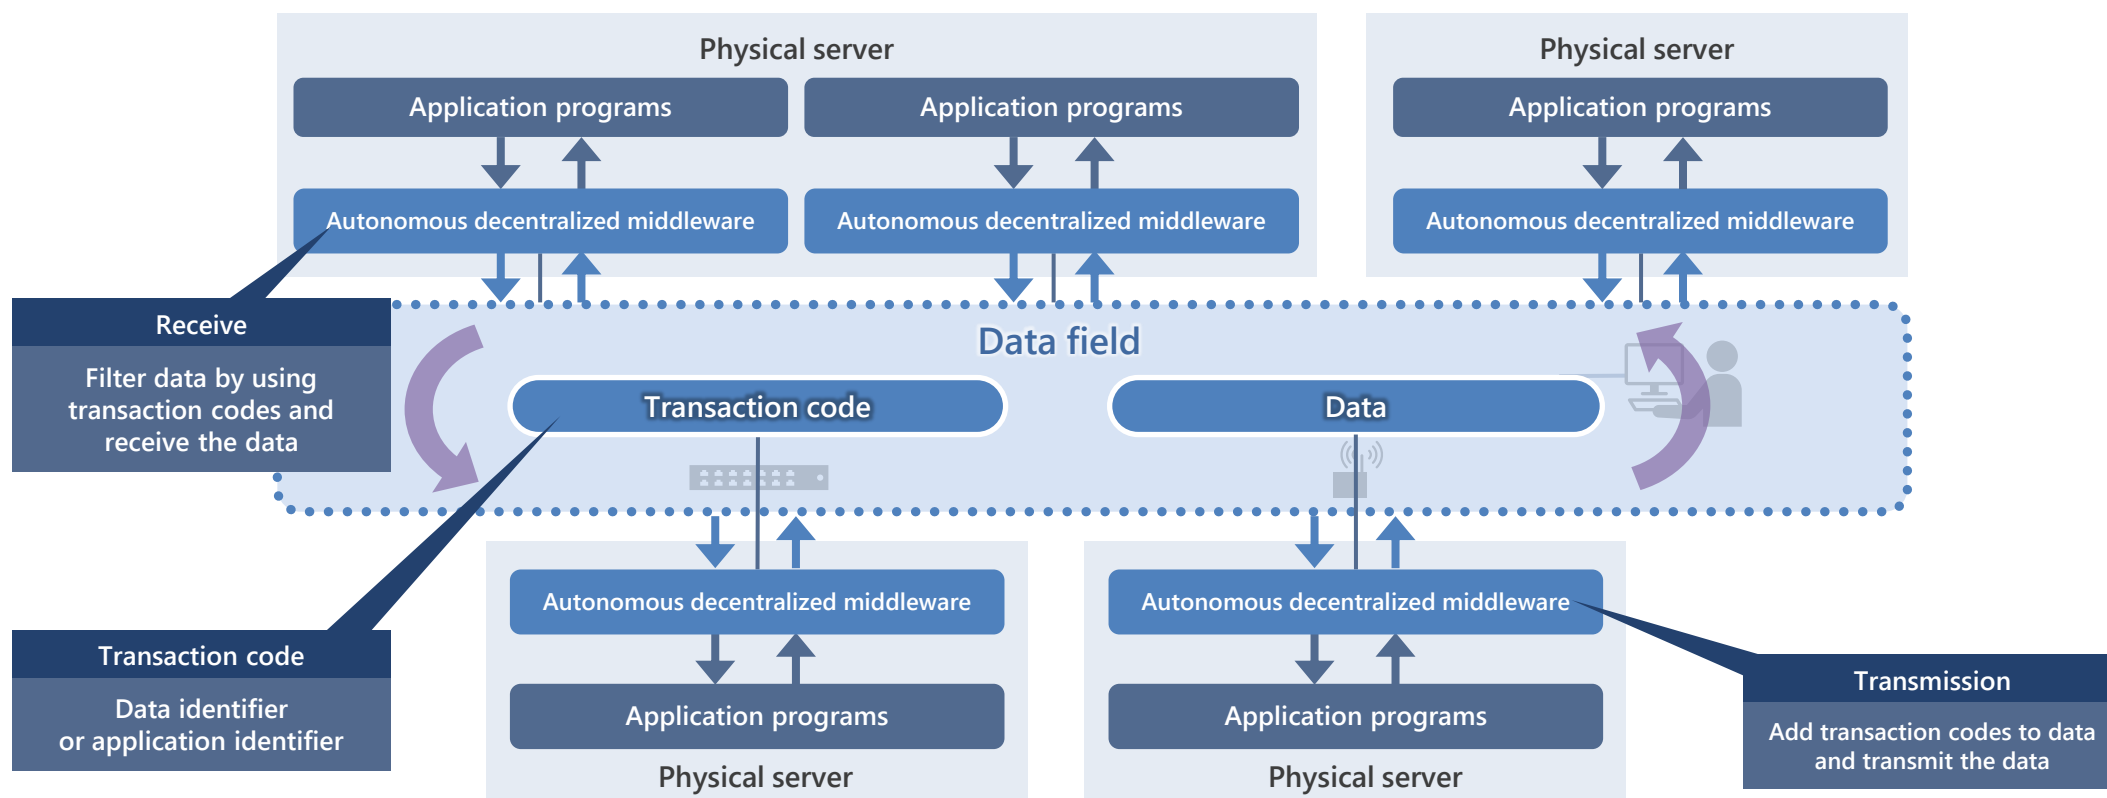 Physical server
Physical server
Application programs
Application programs
Application programs
Autonomous decentralized middleware
Autonomous decentralized middleware
Autonomous decentralized middleware
Receive
Filter data by using
transaction codes and
receive the data
Data field
Transaction code
Data
Autonomous decentralized middleware
Autonomous decentralized middleware
Transaction code
Data identifier
or application identifier
Application programs
Application programs
Transmission
Add transaction codes to data
and transmit the data
Physical server
Physical server